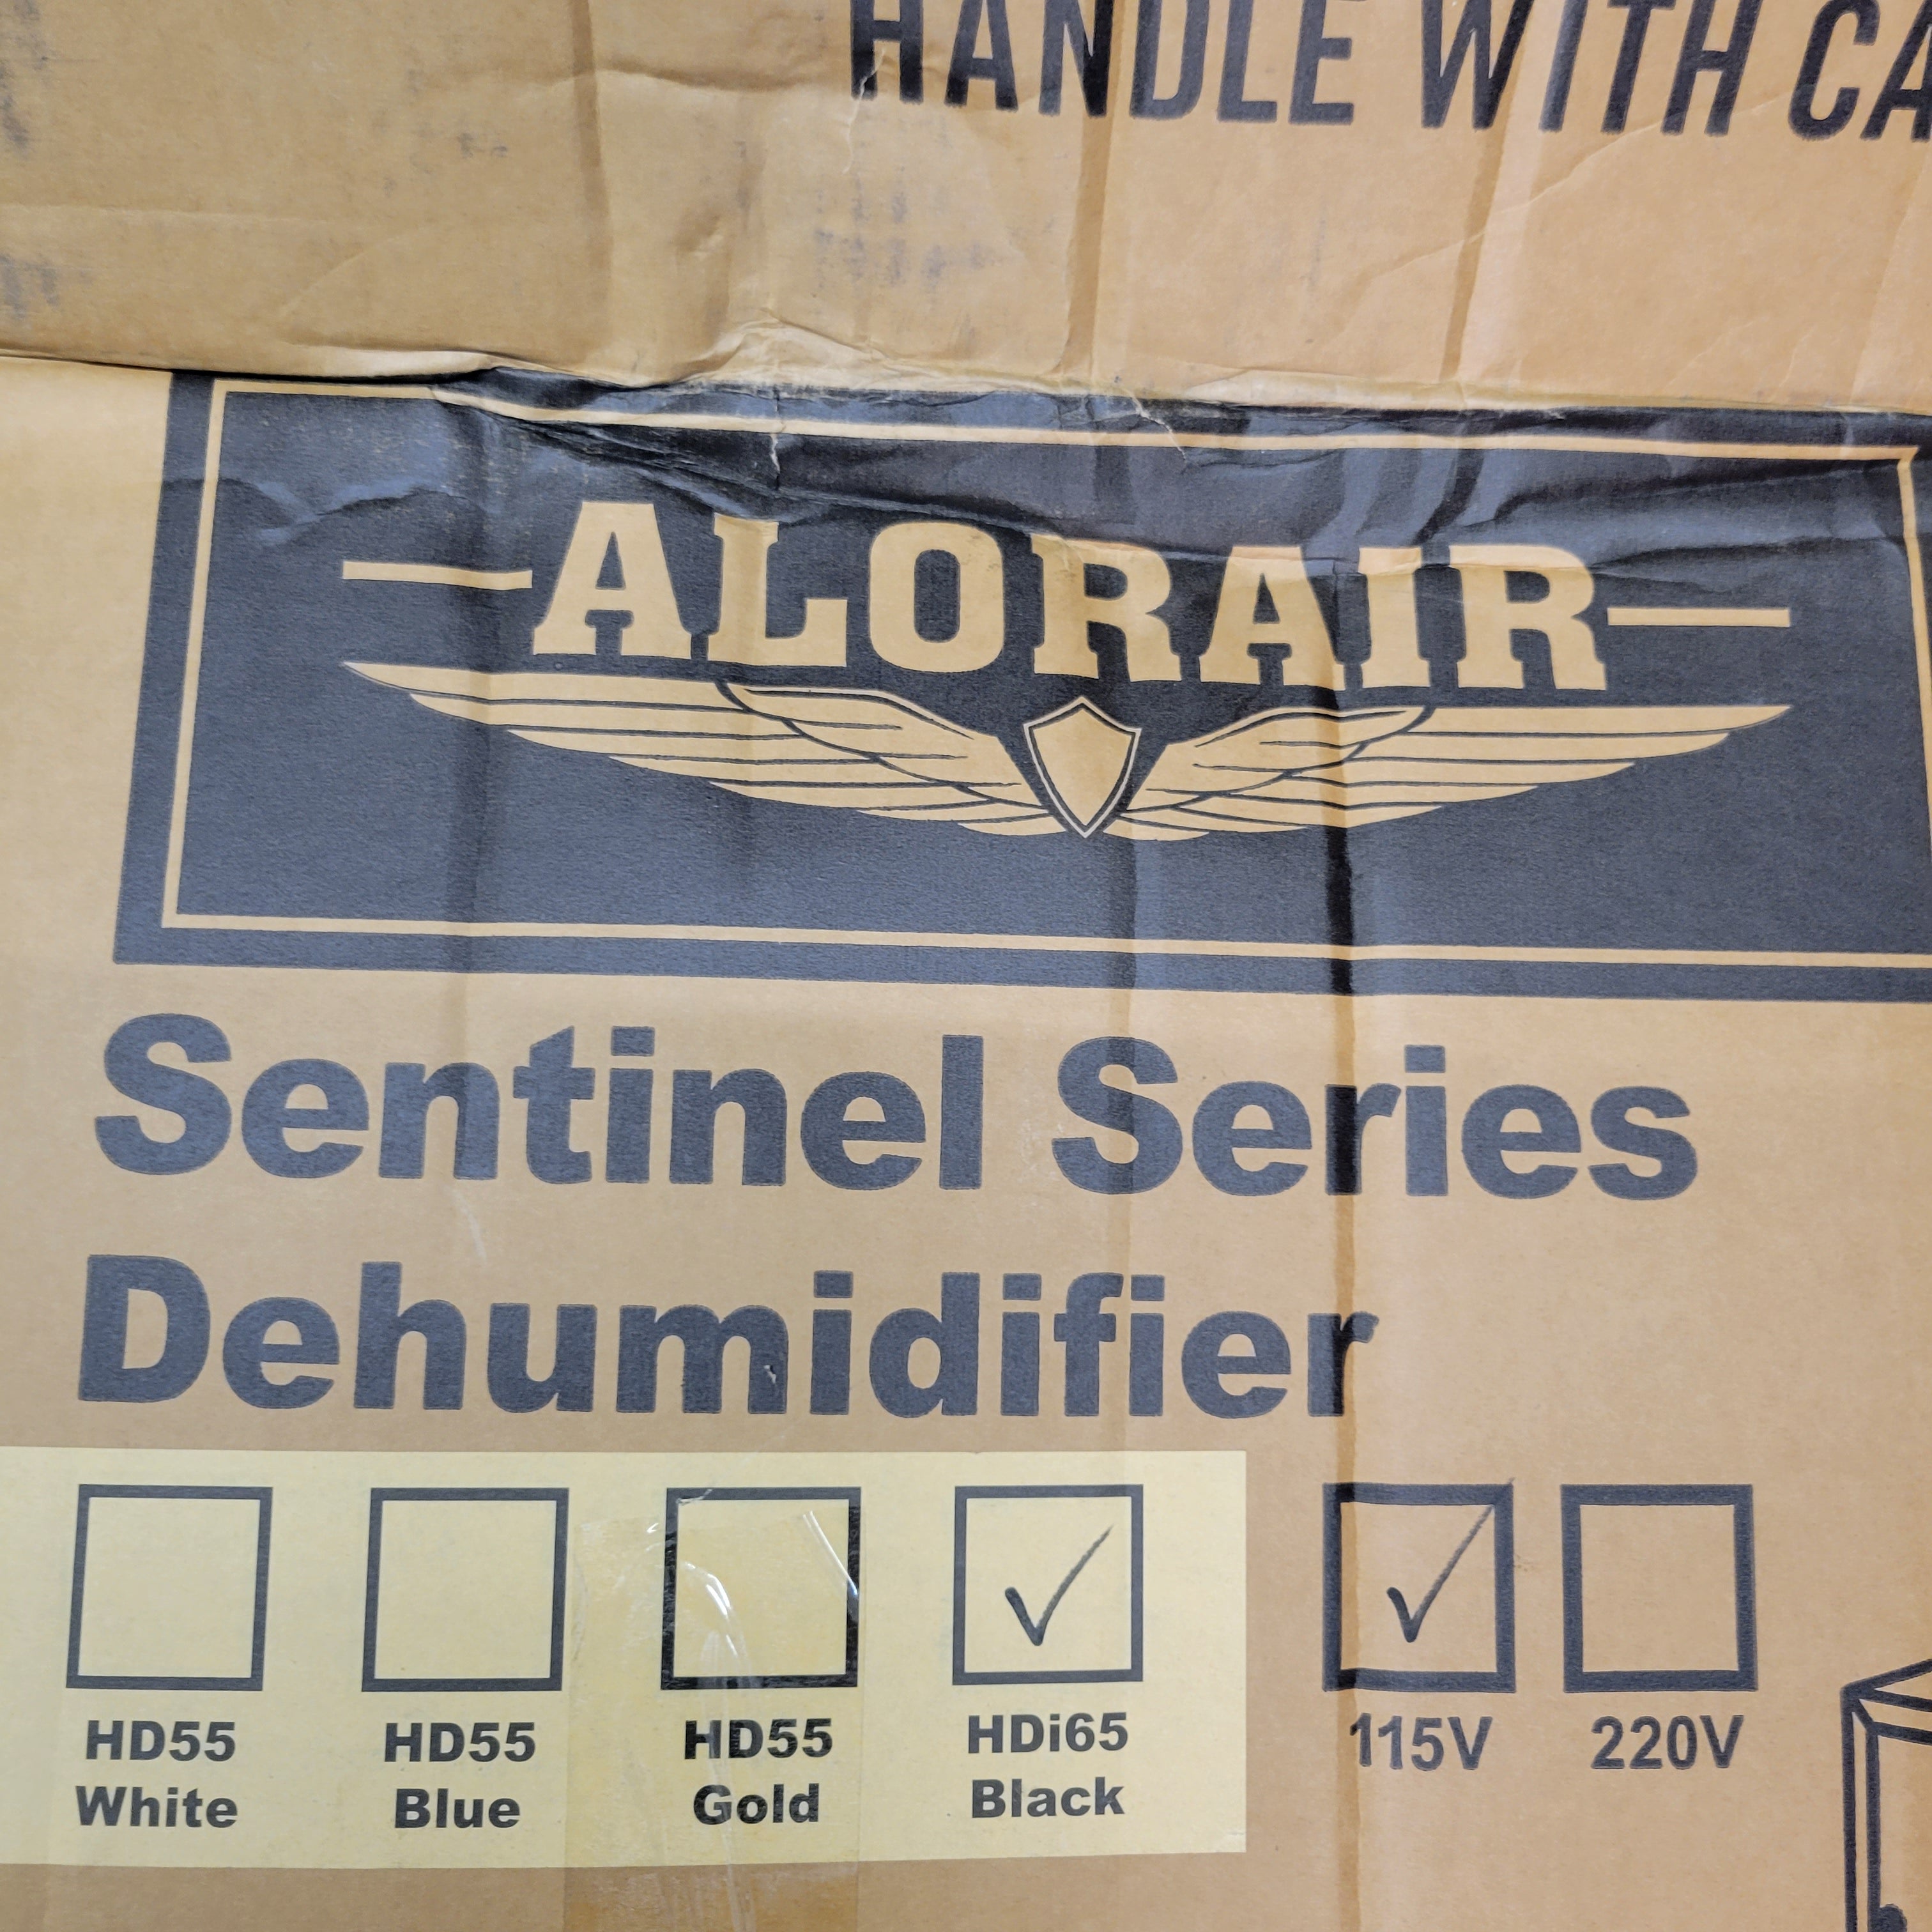 HANDLE WITH CA
ALORAIR
Sentinel Series
Dehumidifier
HD55 White
HD55 Blue
HD55 Gold
HDi65 Black
115V
220V